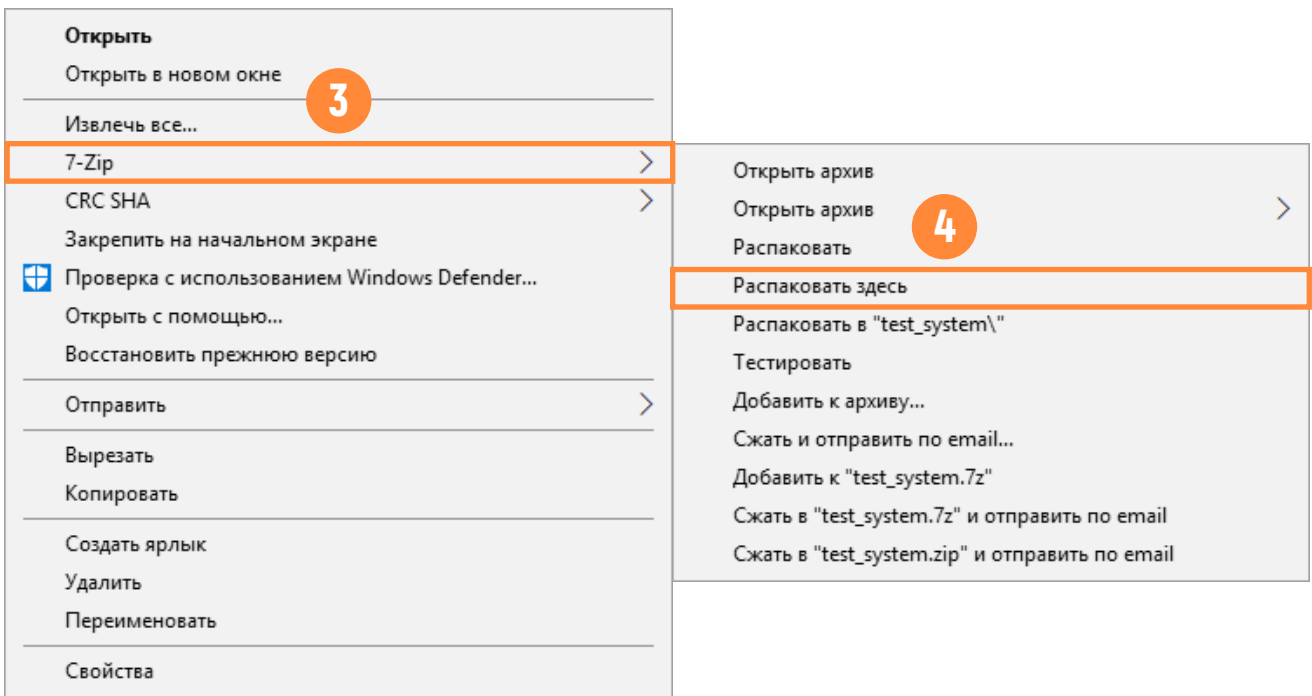 Открыть
Открыть в новом окне
3
Извлечь все...
7-Zip
CRC SHA
Закрепить на начальном экране
Проверка с использованием Windows Defender...
Открыть с помощью...
Восстановить прежнюю версию
Отправить
Вырезать
Копировать
Создать ярлык
Удалить
Переименовать
Свойства
Открыть архив
Открыть архив
4
Распаковать
Распаковать здесь
Распаковать в "test_system\"
Тестировать
Добавить к архиву...
Сжать и отправить по email...
Добавить к "test_system.7z"
Сжать в "test_system.7z" и отправить по email
Сжать в "test_system.zip" и отправить по email